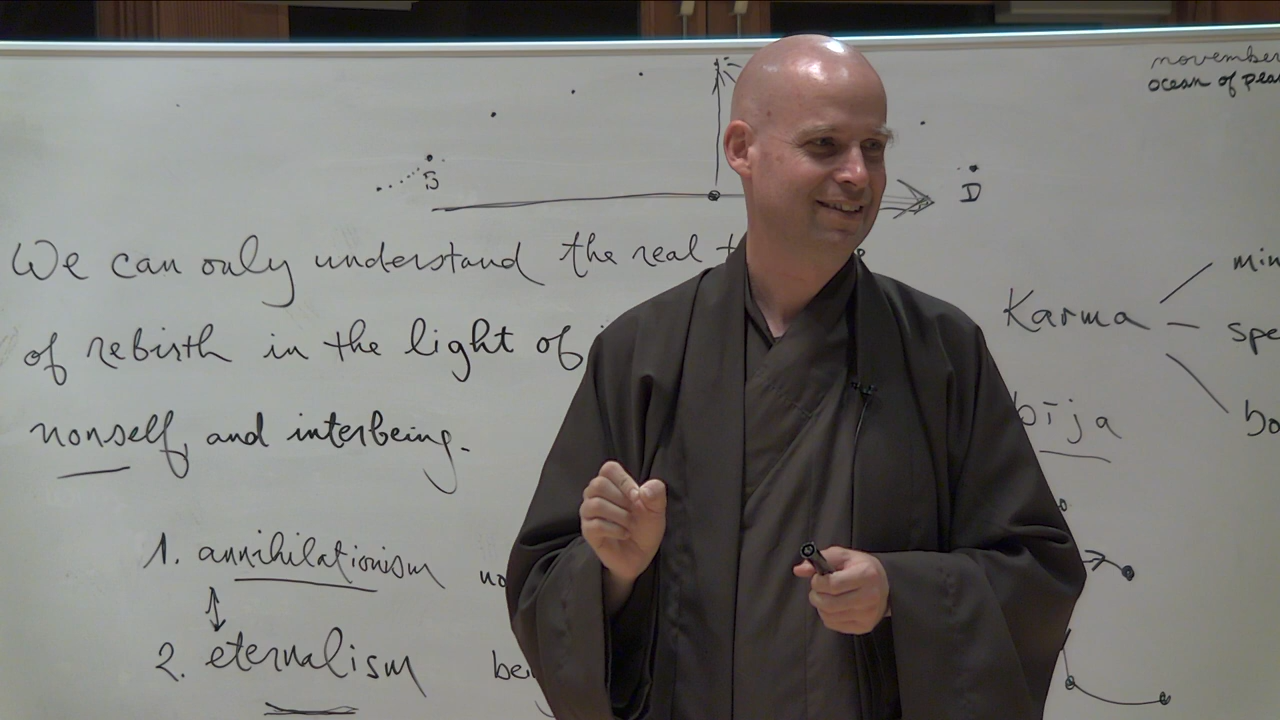 november
ocean of
B
D
We can only understand the real
of rebirth in the light of
nonself, and interbeing.
1. annihilationism
2. eternalism
Karma
bīja